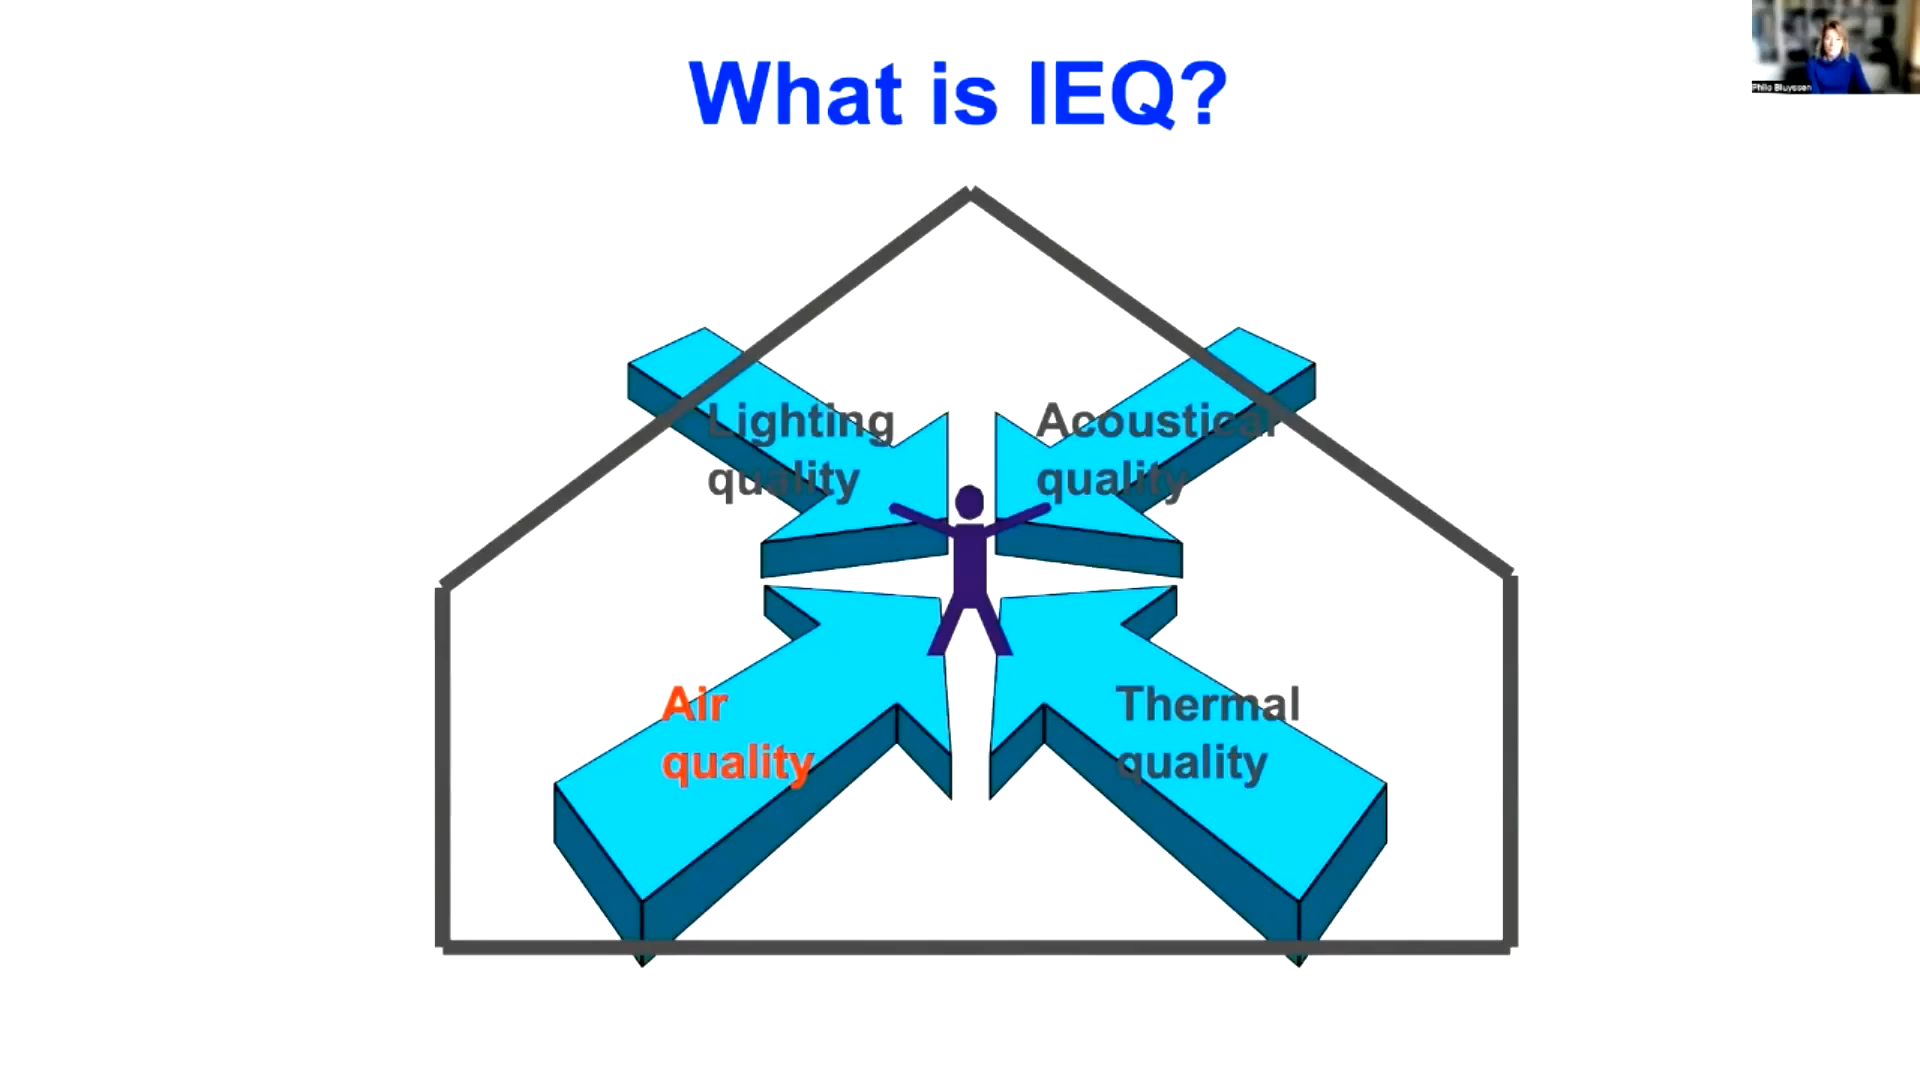 What is IEQ?
Philo Bluyssen
Lighting
quality
Acoustical
quality
Air
quality
Thermal
quality